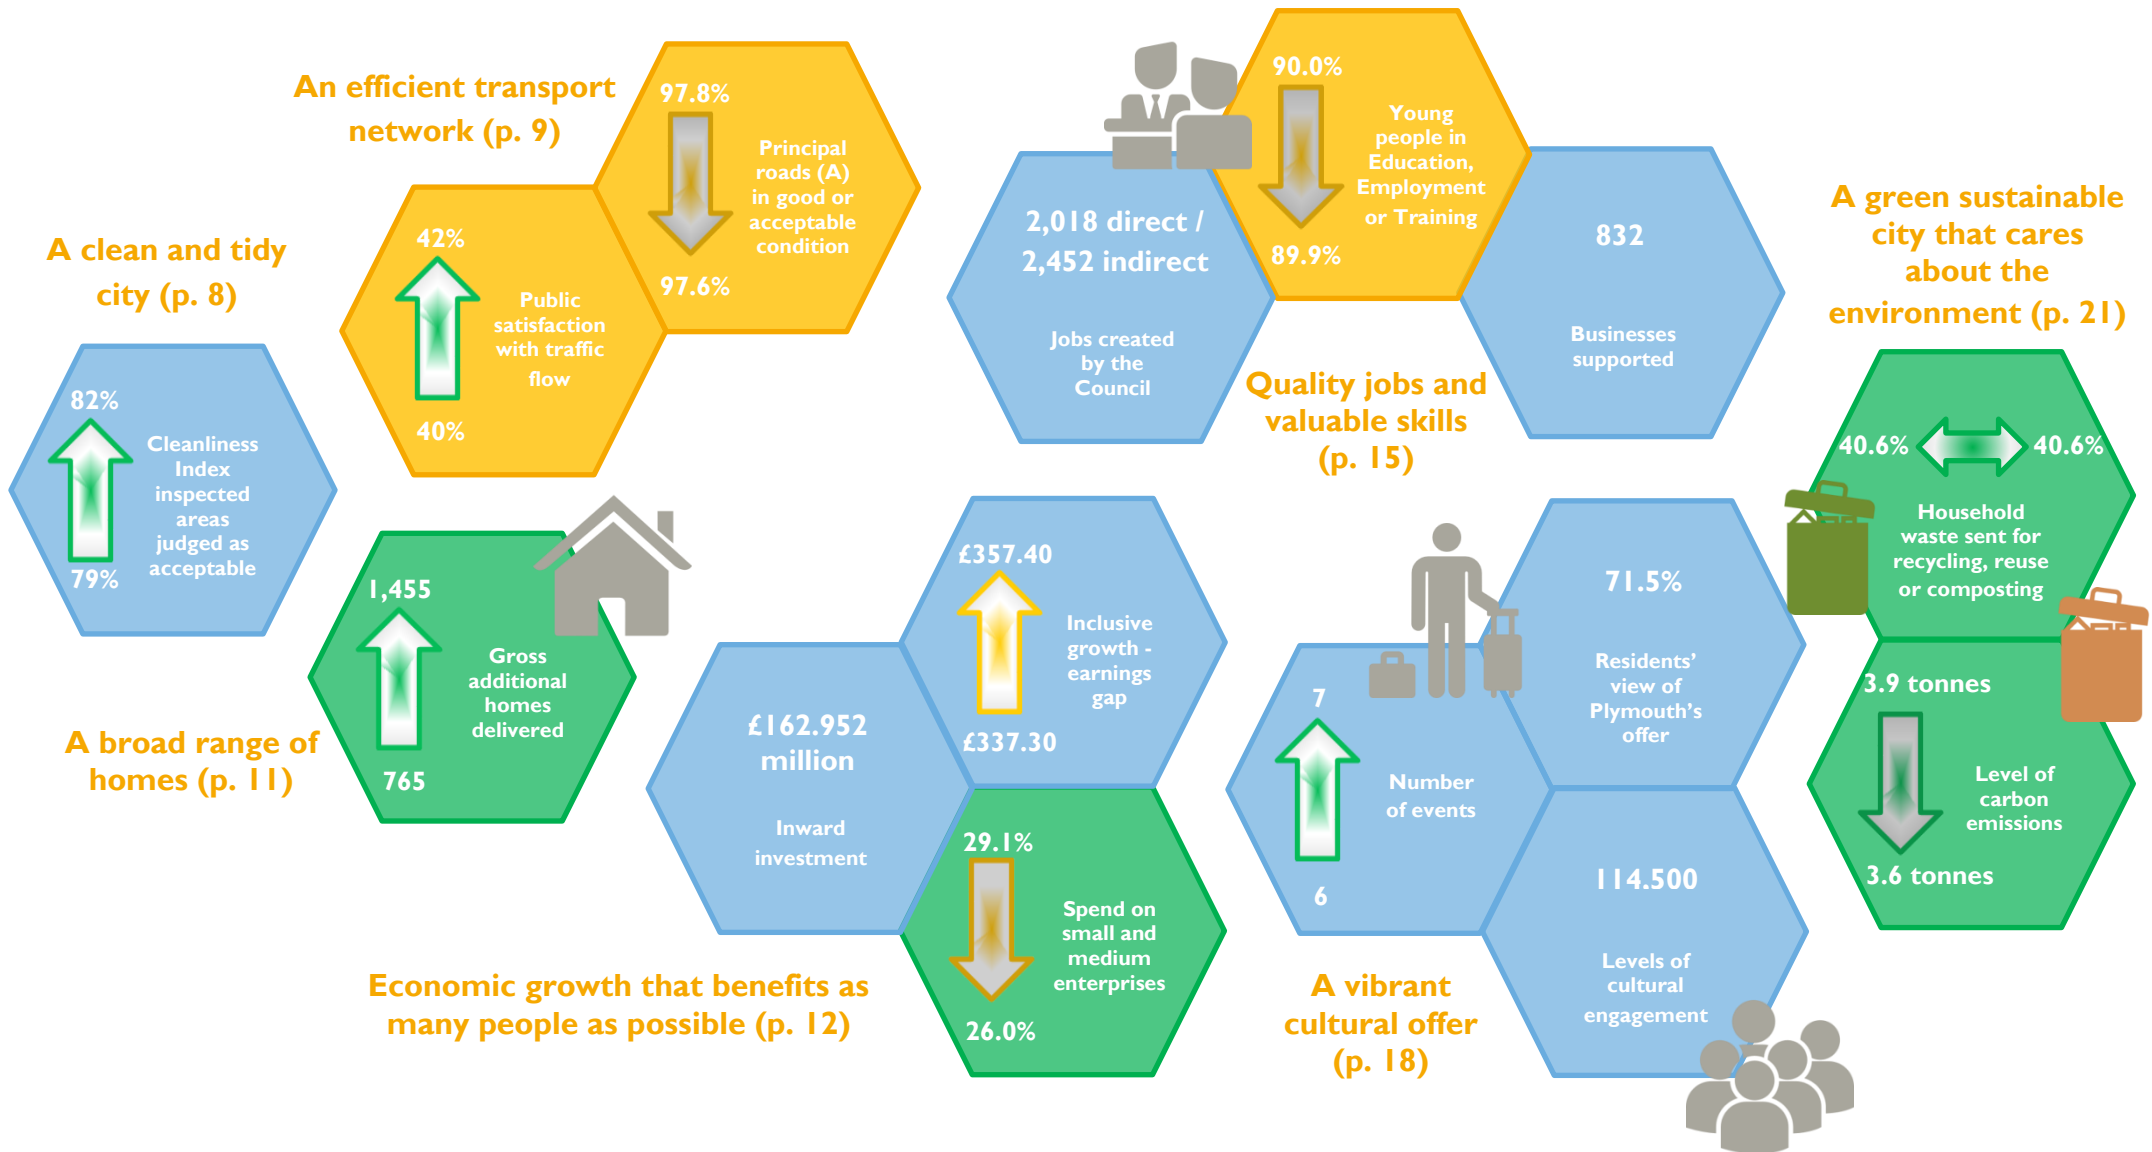 An efficient transport
network (p. 9)
97.8%
Principal
roads (A)
in good or
acceptable
condition
97.6%
42%
Public
satisfaction
with traffic
flow
40%
A clean and tidy
city (p. 8)
82%
Cleanliness
Index
inspected
areas
judged as
acceptable
79%
1,455
Gross
additional
homes
delivered
765
A broad range of
homes (p. 11)
90.0%
Young
people in
Education,
Employment
or Training
89.9%
2,018 direct /
2,452 indirect
Jobs created
by the
Council
832
Businesses
supported
Quality jobs and
valuable skills
(p. 15)
A green sustainable
city that cares
about the
environment (p. 21)
40.6%
40.6%
Household
waste sent for
recycling, reuse
or composting
3.9 tonnes
Level of
carbon
emissions
3.6 tonnes
£357.40
Inclusive
growth -
earnings
gap
£337.30
£162.952
million
Inward
investment
29.1%
Spend on
small and
medium
enterprises
26.0%
Economic growth that benefits as
many people as possible (p. 12)
71.5%
Residents’
view of
Plymouth’s
offer
7
Number
of events
6
114.500
Levels of
cultural
engagement
A vibrant
cultural offer
(p. 18)